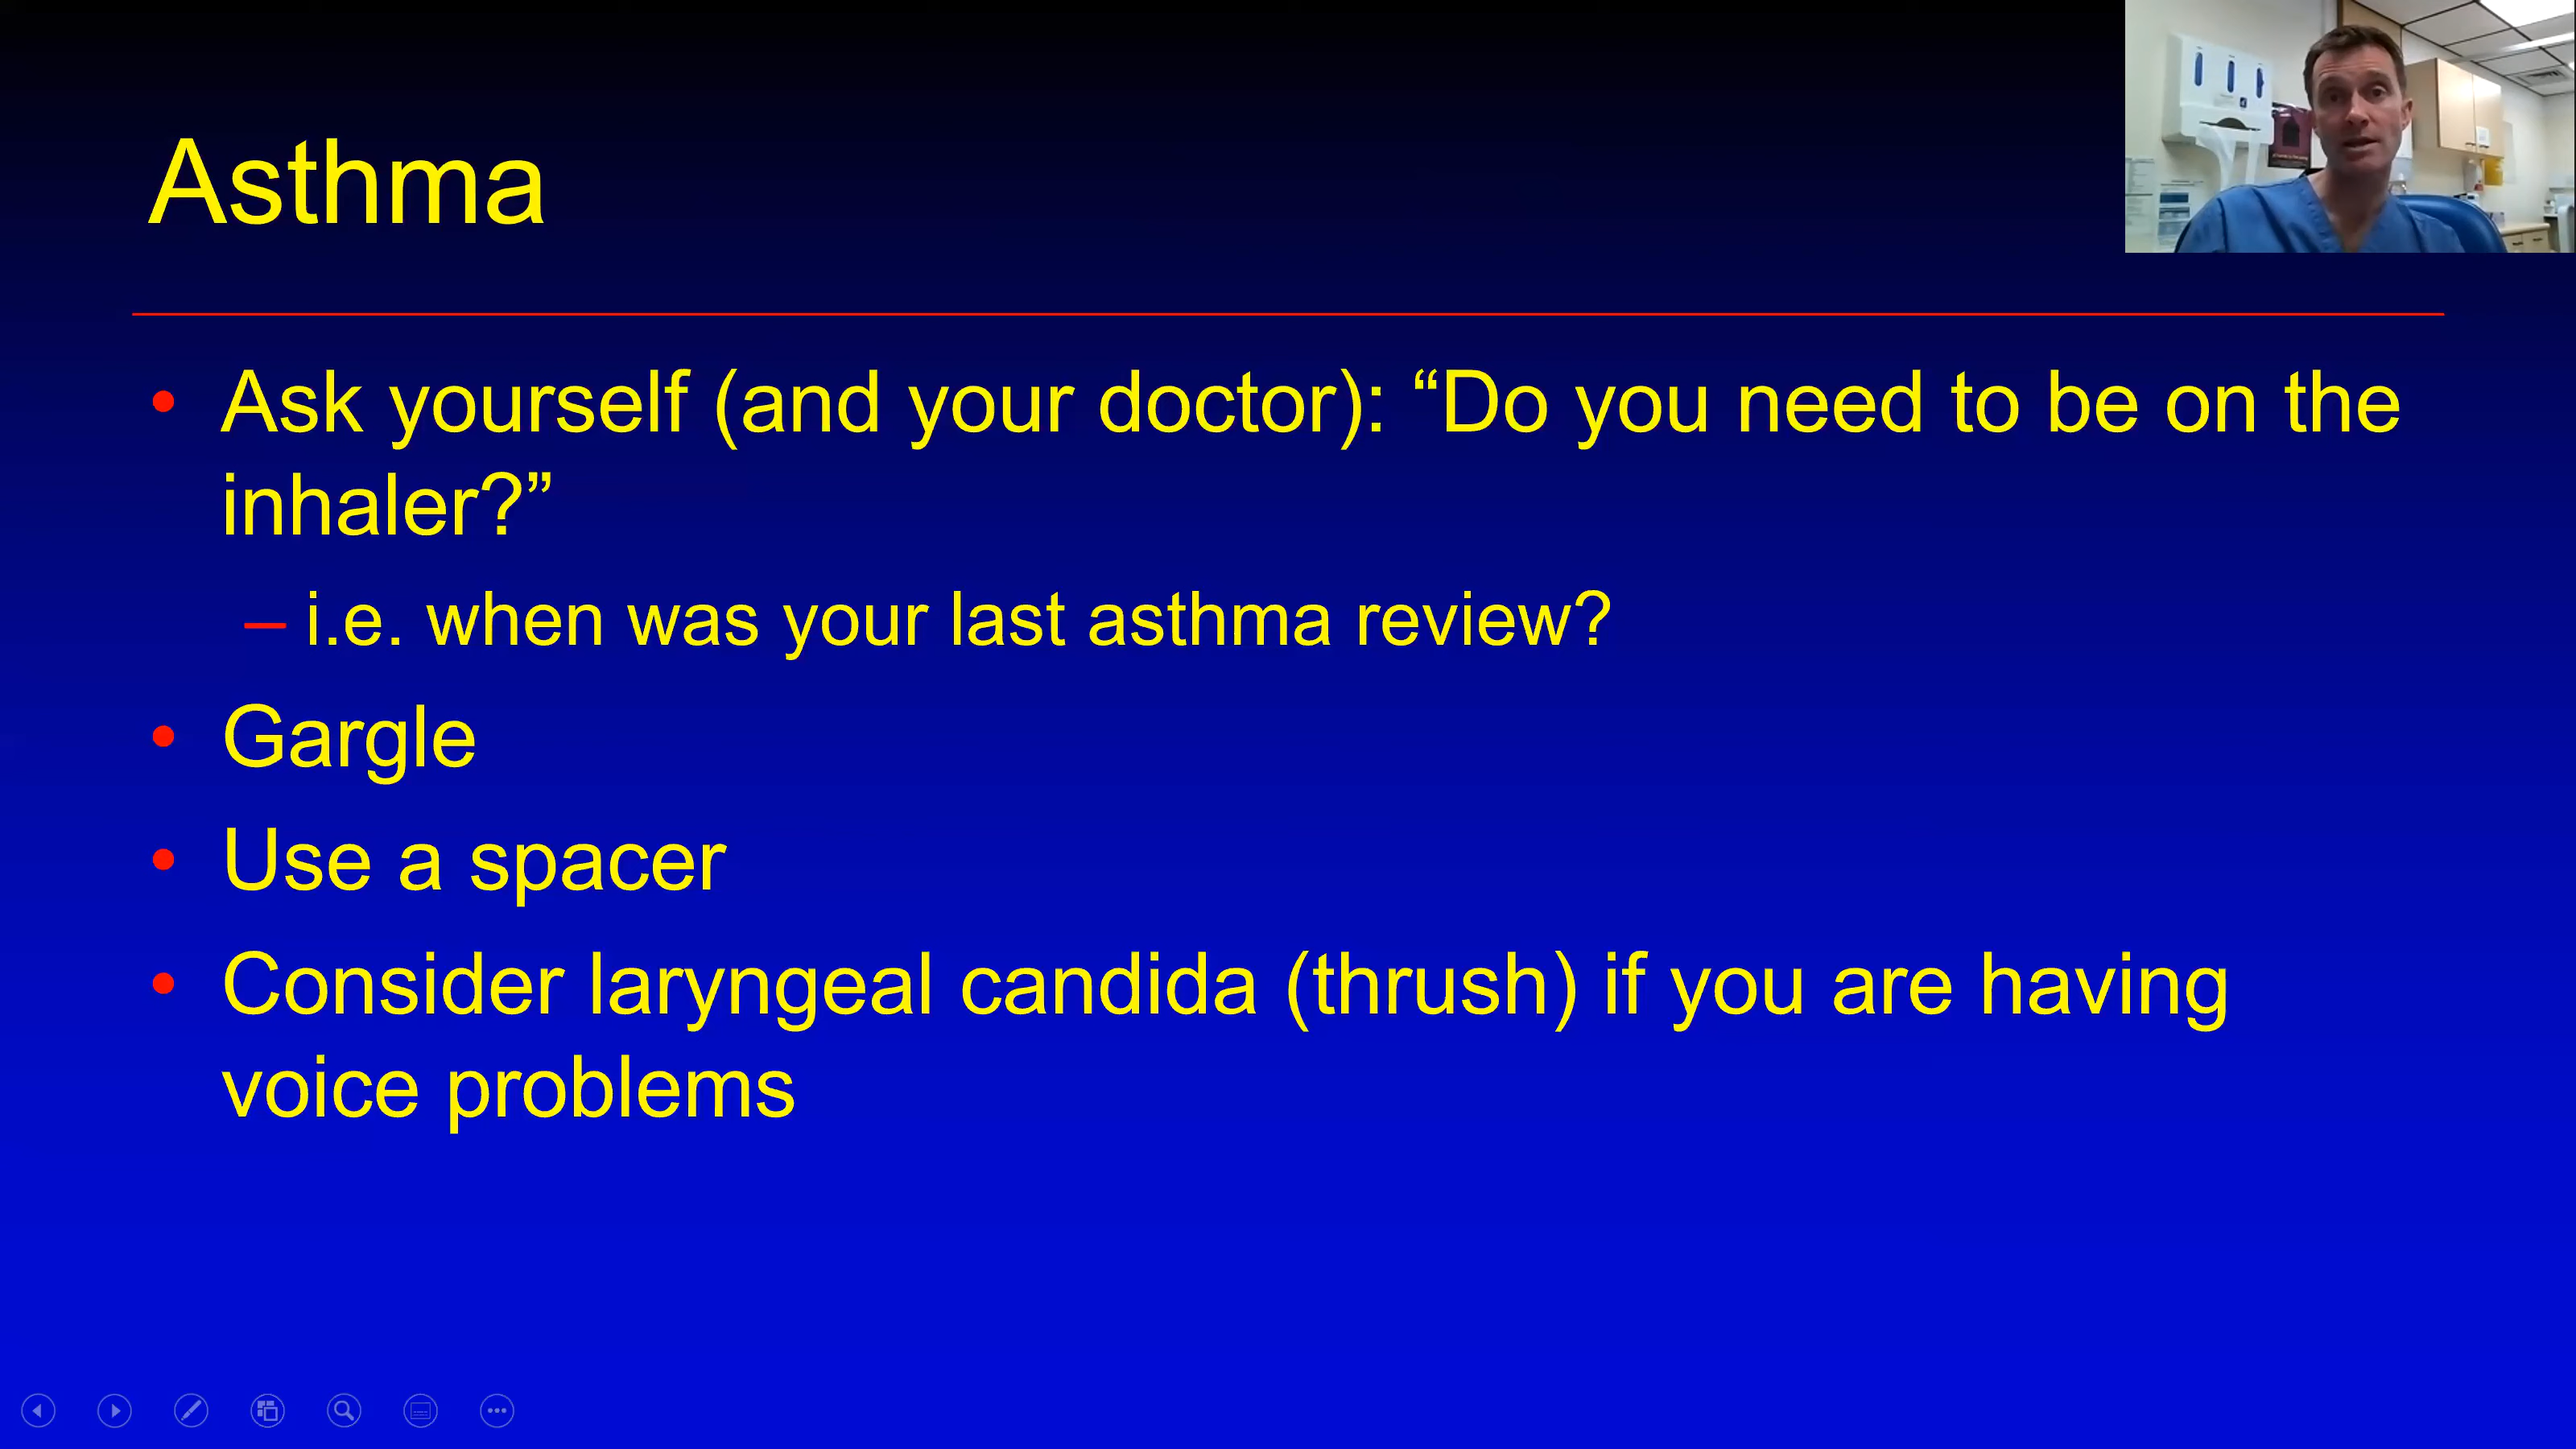 Asthma
• Ask yourself (and your doctor): “Do you need to be on the
inhaler?”
– i.e. when was your last asthma review?
• Gargle
• Use a spacer
• Consider laryngeal candida (thrush) if you are having
voice problems